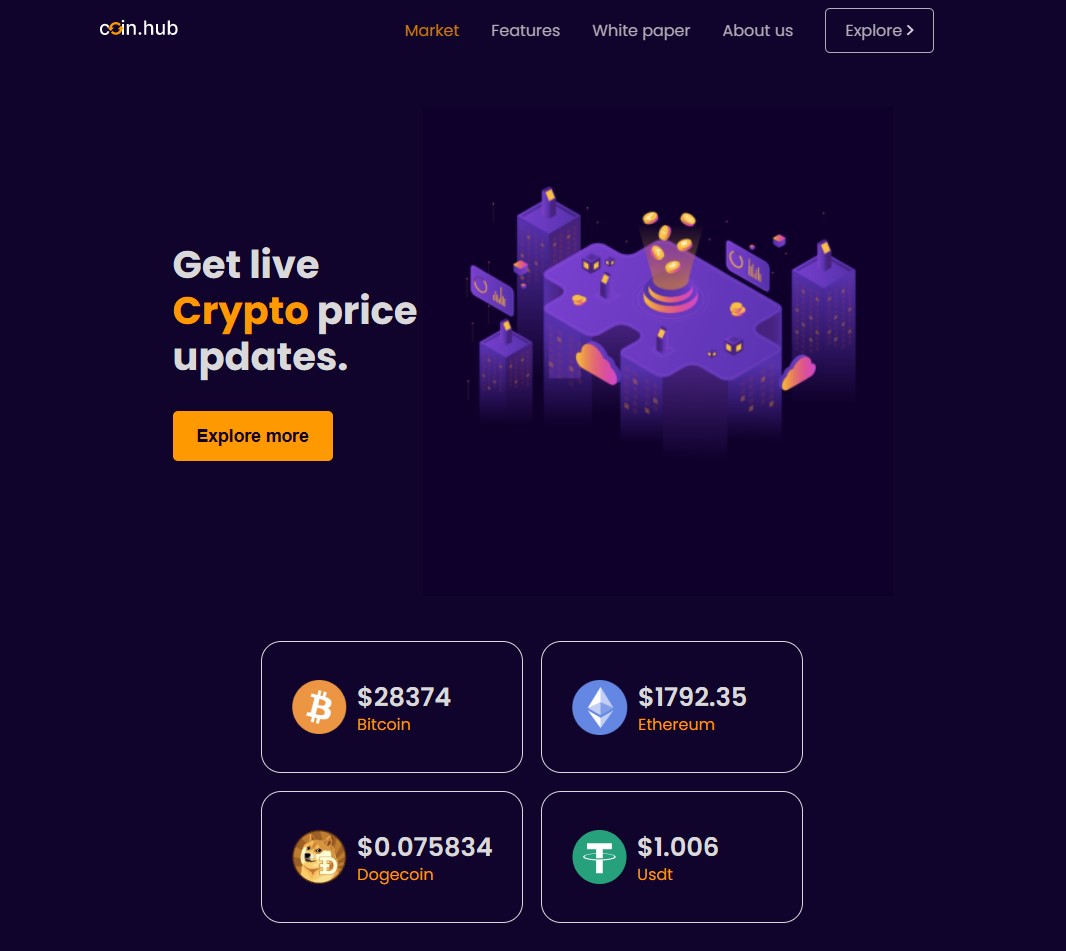 coin.hub
Market Features White paper About us Explore >
Get live
Crypto price
updates.
Explore more
$28374
Bitcoin
$1792.35
Ethereum
$0.075834
Dogecoin
$1.006
Usdt